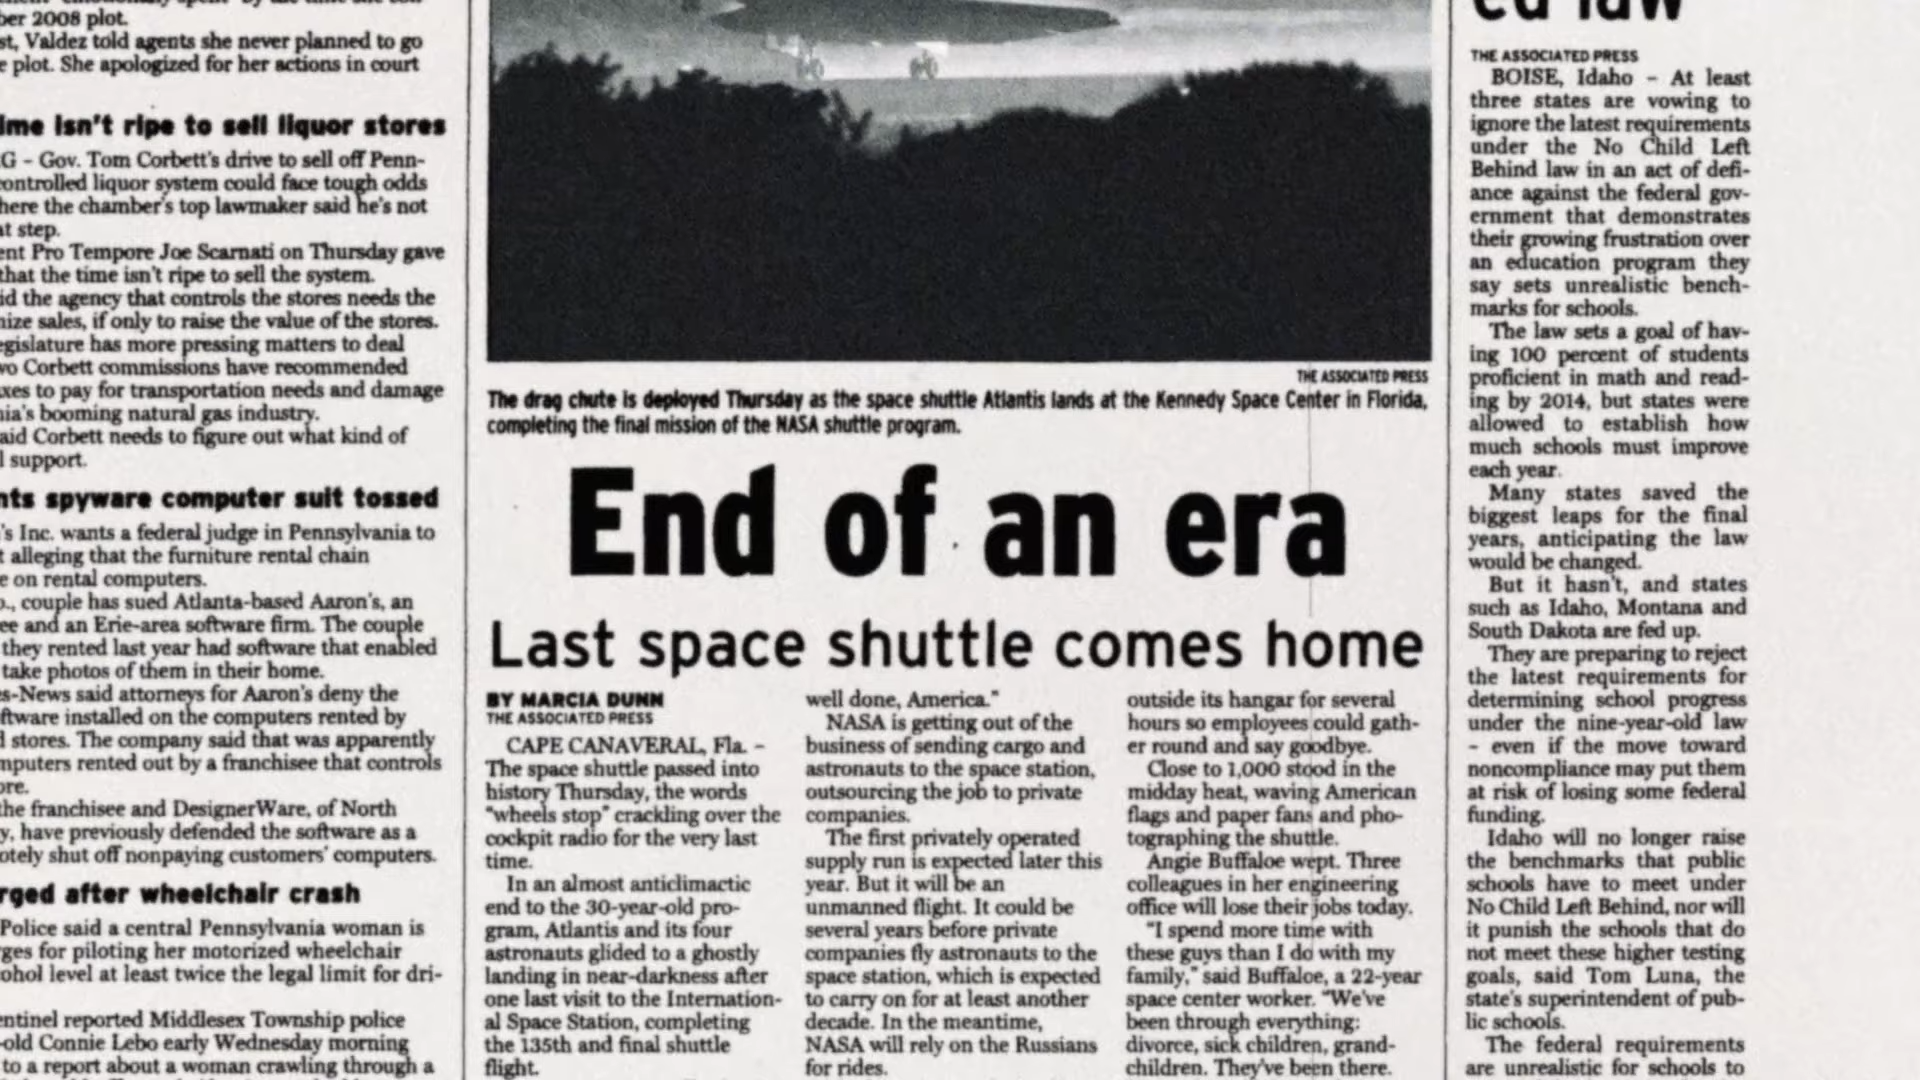 ber 2008 plot.
st, Valdez told agents she never planned to go
e plot. She apologized for her actions in court
ime isn't ripe to sell liquor stores
G – Gov. Tom Corbett's drive to sell off Penn-
controlled liquor system could face tough odds
here the chamber's top lawmaker said he's not
at step.
ent Pro Tempore Joe Scarnati on Thursday gave
that the time isn't ripe to sell the system.
id the agency that controls the stores needs the
nize sales, if only to raise the value of the stores.
egislature has more pressing matters to deal
vo Corbett commissions have recommended
xes to pay for transportation needs and damage
nia's booming natural gas industry.
aid Corbett needs to figure out what kind of
l support.
nts spyware computer suit tossed
's Inc. wants a federal judge in Pennsylvania to
t alleging that the furniture rental chain
e on rental computers.
o., couple has sued Atlanta-based Aaron's, an
ee and an Erie-area software firm. The couple
they rented last year had software that enabled
take photos of them in their home.
s-News said attorneys for Aaron's deny the
ftware installed on the computers rented by
d stores. The company said that was apparently
mputers rented out by a franchisee that controls
ore.
the franchisee and DesignerWare, of North
y, have previously defended the software as a
otely shut off nonpaying customers' computers.
rged after wheelchair crash
Police said a central Pennsylvania woman is
ges for piloting her motorized wheelchair
ohol level at least twice the legal limit for dri-
entinel reported Middlesex Township police
-old Connie Lebo early Wednesday morning
to a report about a woman crawling through a
THE ASSOCIATED PRESS
The drag chute is deployed Thursday as the space shuttle Atlantis lands at the Kennedy Space Center in Florida,
completing the final mission of the NASA shuttle program.
End of an era
Last space shuttle comes home
BY MARCIA DUNN
THE ASSOCIATED PRESS
CAPE CANAVERAL, Fla. –
The space shuttle passed into
history Thursday, the words
"wheels stop" crackling over the
cockpit radio for the very last
time.
In an almost anticlimactic
end to the 30-year-old pro-
gram, Atlantis and its four
astronauts glided to a ghostly
landing in near-darkness after
one last visit to the Internation-
al Space Station, completing
the 135th and final shuttle
flight.
well done, America."
NASA is getting out of the
business of sending cargo and
astronauts to the space station,
outsourcing the job to private
companies.
The first privately operated
supply run is expected later this
year. But it will be an
unmanned flight. It could be
several years before private
companies fly astronauts to the
space station, which is expected
to carry on for at least another
decade. In the meantime,
NASA will rely on the Russians
for rides.
outside its hangar for several
hours so employees could gath-
er round and say goodbye.
Close to 1,000 stood in the
midday heat, waving American
flags and paper fans and pho-
tographing the shuttle.
Angie Buffaloe wept. Three
colleagues in her engineering
office will lose their jobs today.
"I spend more time with
these guys than I do with my
family," said Buffaloe, a 22-year
space center worker. "We've
been through everything:
divorce, sick children, grand-
children. They've been there.
ed law
THE ASSOCIATED PRESS
BOISE, Idaho – At least
three states are vowing to
ignore the latest requirements
under the No Child Left
Behind law in an act of defi-
ance against the federal gov-
ernment that demonstrates
their growing frustration over
an education program they
say sets unrealistic bench-
marks for schools.
The law sets a goal of hav-
ing 100 percent of students
proficient in math and read-
ing by 2014, but states were
allowed to establish how
much schools must improve
each year.
Many states saved the
biggest leaps for the final
years, anticipating the law
would be changed.
But it hasn't, and states
such as Idaho, Montana and
South Dakota are fed up.
They are preparing to reject
the latest requirements for
determining school progress
under the nine-year-old law
– even if the move toward
noncompliance may put them
at risk of losing some federal
funding.
Idaho will no longer raise
the benchmarks that public
schools have to meet under
No Child Left Behind, nor will
it punish the schools that do
not meet these higher testing
goals, said Tom Luna, the
state's superintendent of pub-
lic schools.
The federal requirements
are unrealistic for schools to